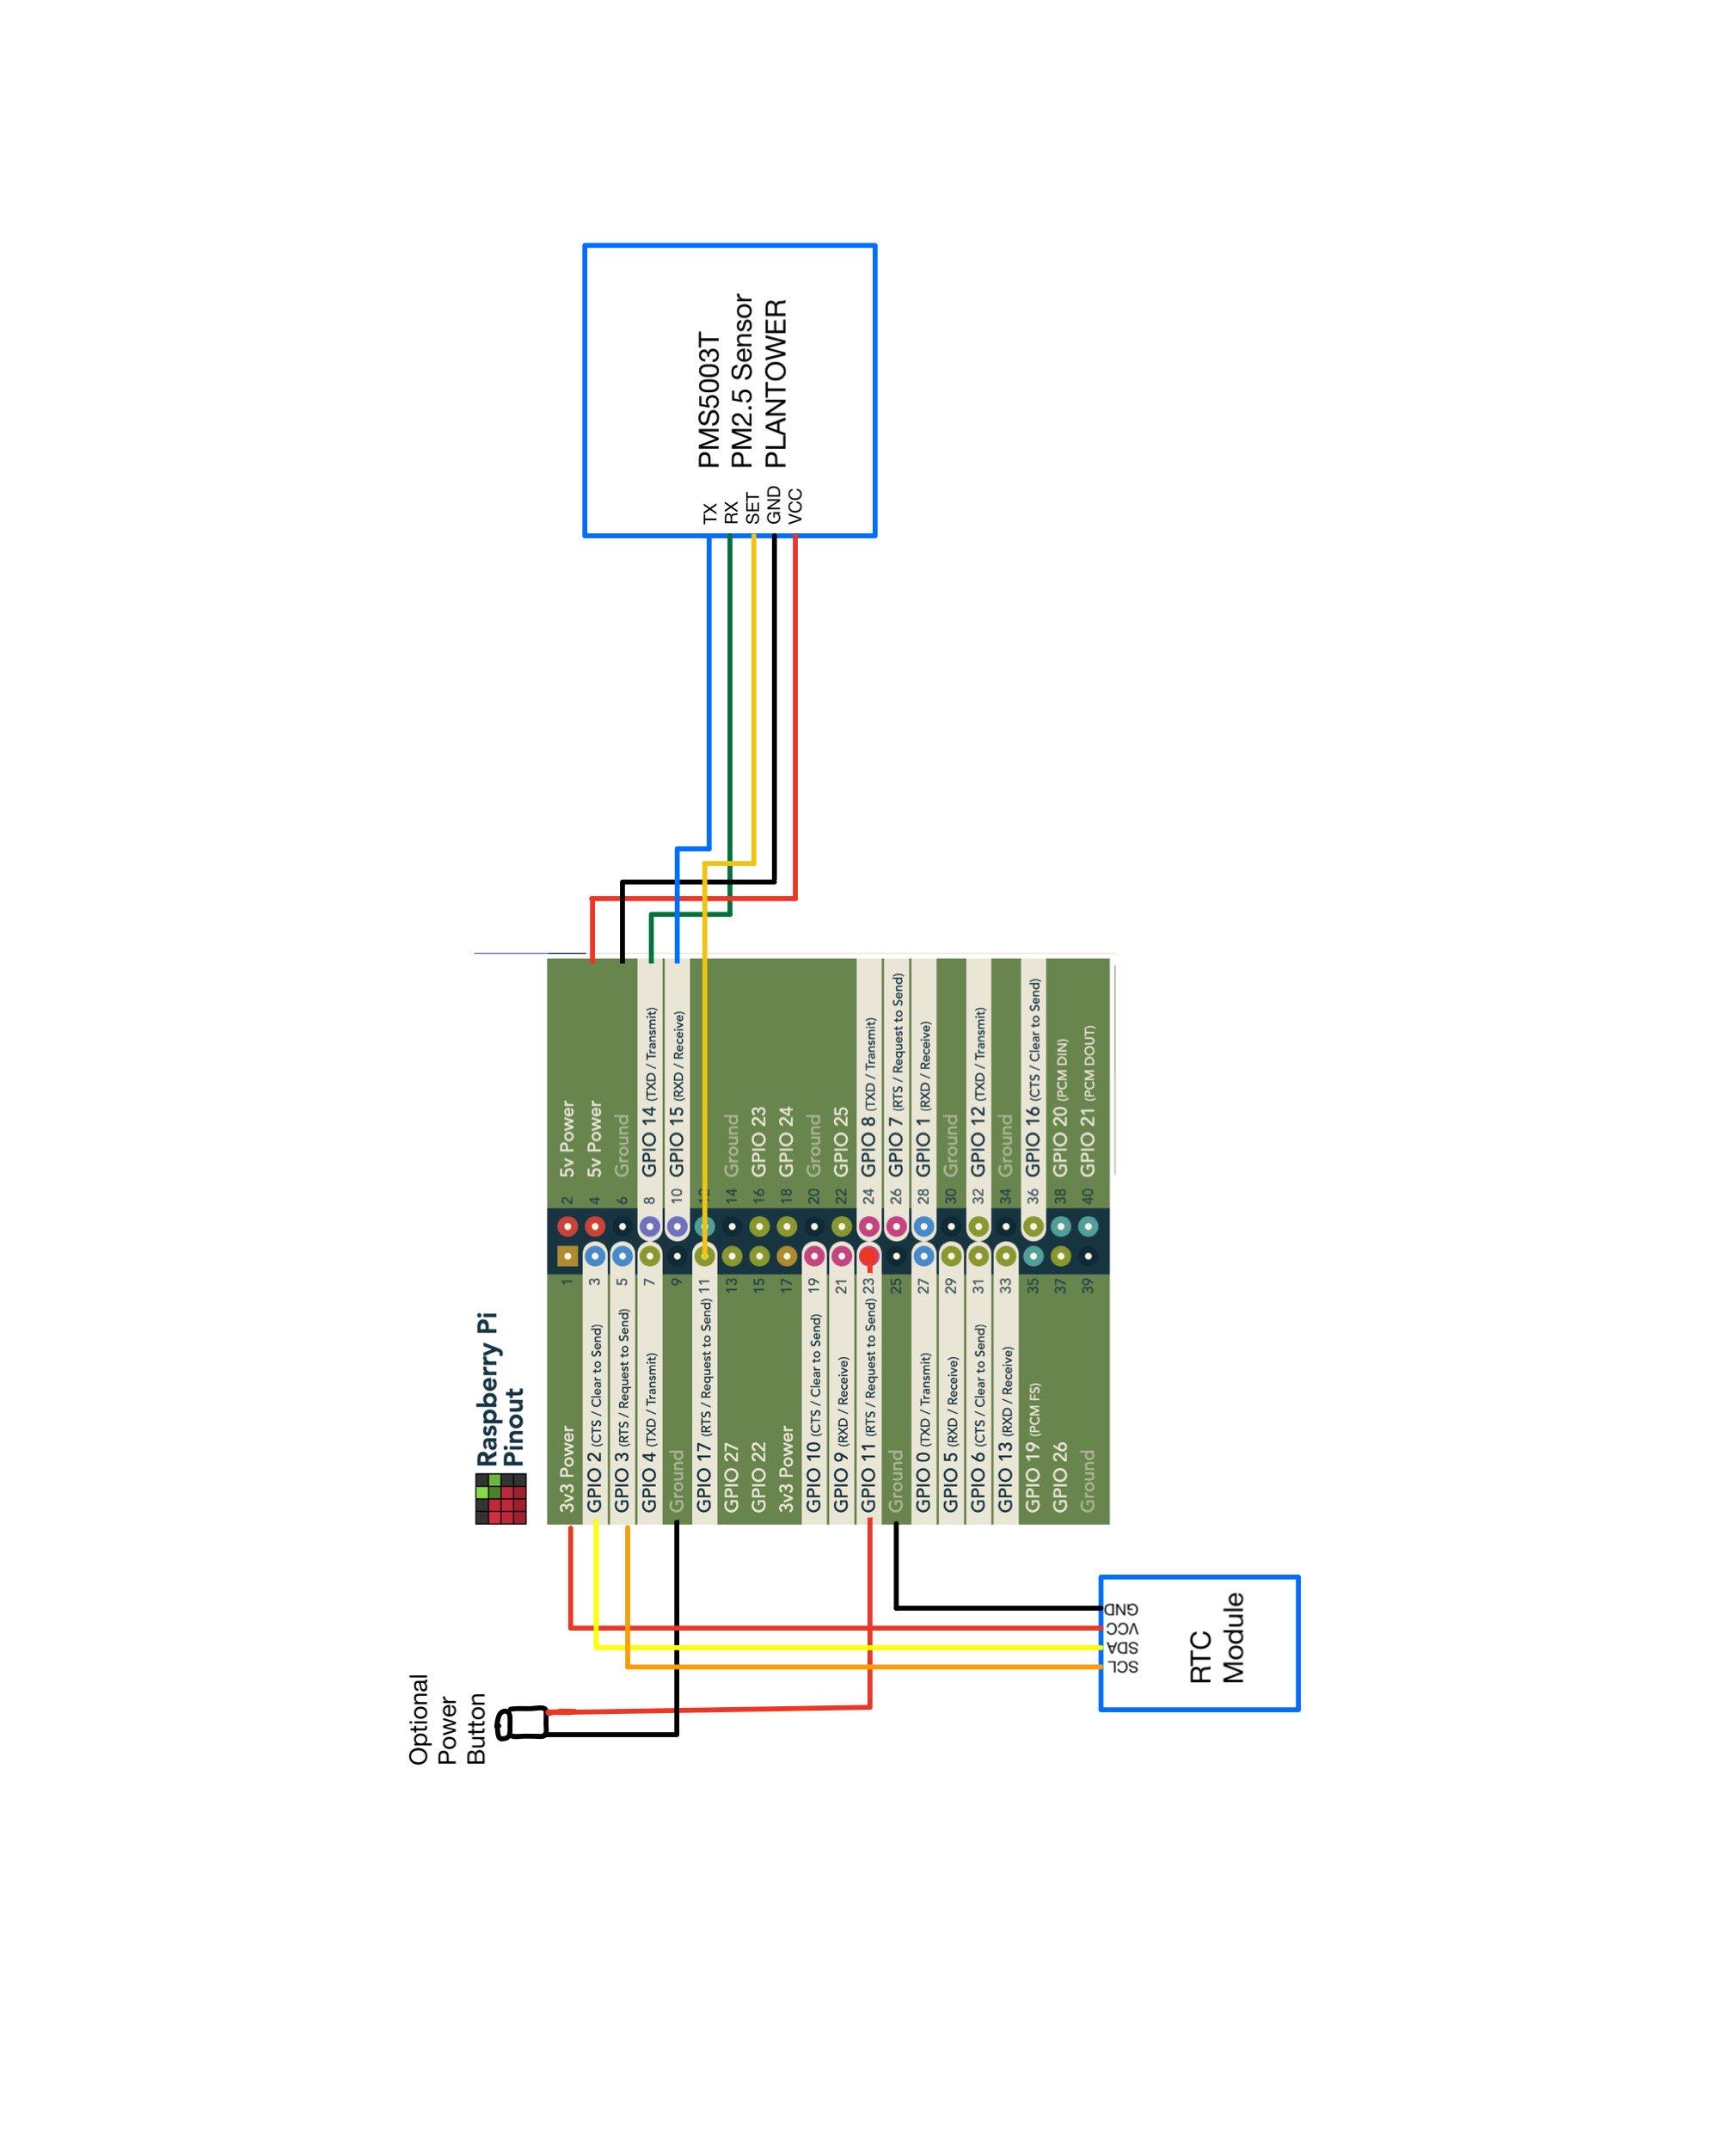 Raspberry Pi
Pinout
3v3 Power 1 2 5v Power
GPIO 2 (CTS / Clear to Send) 3 4 5v Power
GPIO 3 (RTS / Request to Send) 5 6 Ground
GPIO 4 (TXD / Transmit) 7 8 GPIO 14 (TXD / Transmit)
Ground 9 10 GPIO 15 (RXD / Receive)
GPIO 17 (RTS / Request to Send) 11 12
GPIO 27 13 14 Ground
GPIO 22 15 16 GPIO 23
3v3 Power 17 18 GPIO 24
GPIO 10 (CTS / Clear to Send) 19 20 Ground
GPIO 9 (RXD / Receive) 21 22 GPIO 25
GPIO 11 (RTS / Request to Send) 23 24 GPIO 8 (TXD / Transmit)
Ground 25 26 GPIO 7 (RTS / Request to Send)
GPIO 0 (TXD / Transmit) 27 28 GPIO 1 (RXD / Receive)
GPIO 5 (RXD / Receive) 29 30 Ground
GPIO 6 (CTS / Clear to Send) 31 32 GPIO 12 (TXD / Transmit)
GPIO 13 (RXD / Receive) 33 34 Ground
GPIO 19 (PCM FS) 35 36 GPIO 16 (CTS / Clear to Send)
GPIO 26 37 38 GPIO 20 (PCM DIN)
Ground 39 40 GPIO 21 (PCM DOUT)
Optional
Power
Button
TX
RX
SET
GND
VCC
PMS5003T
PM2.5 Sensor
PLANTOWER
GND
VCC
SDA
SCL
RTC
Module